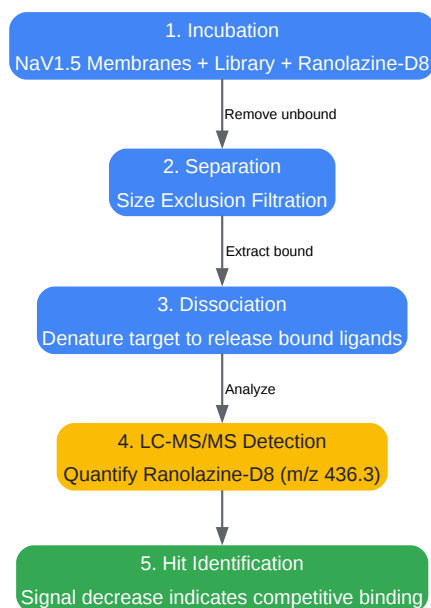 1. Incubation
NaV1.5 Membranes + Library + Ranolazine-D8
Remove unbound
2. Separation
Size Exclusion Filtration
Extract bound
3. Dissociation
Denature target to release bound ligands
Analyze
4. LC-MS/MS Detection
Quantify Ranolazine-D8 (m/z 436.3)
5. Hit Identification
Signal decrease indicates competitive binding